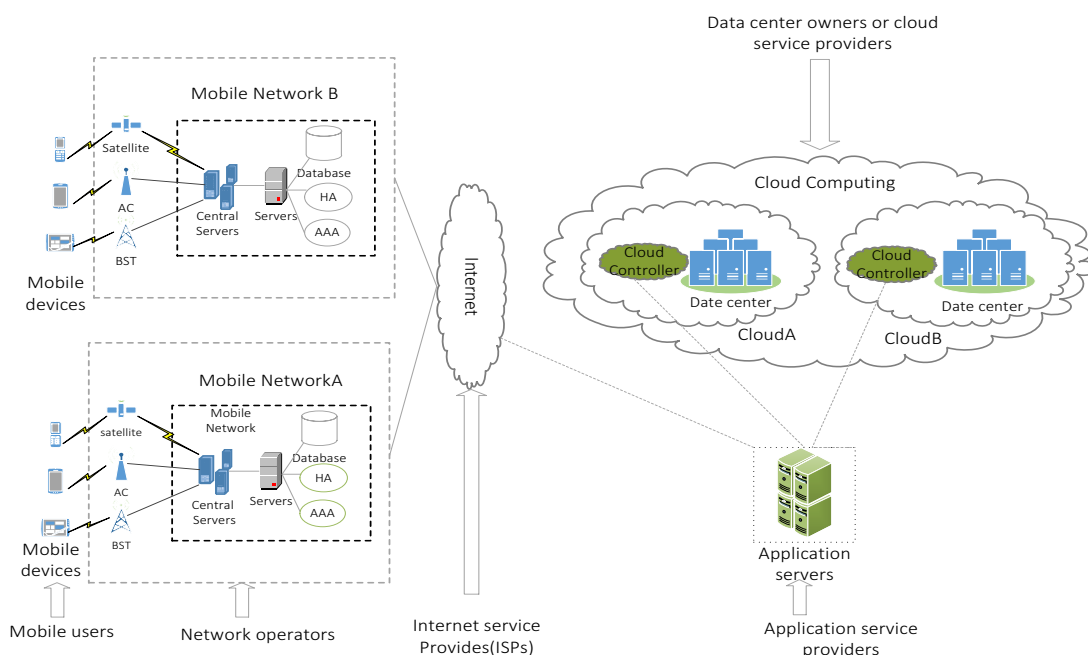 Data center owners or cloud
service providers
Mobile Network B
Satellite
AC
BST
Central
Servers
Servers
Database
HA
AAA
Mobile
devices
Internet
Cloud Computing
Cloud
Controller
Date center
CloudA
Cloud
Controller
Date center
CloudB
Mobile NetworkA
Mobile
Network
satellite
AC
BST
Central
Servers
Servers
Database
HA
AAA
Mobile
devices
Application
servers
Mobile users
Network operators
Internet service
Provides(ISPs)
Application service
providers